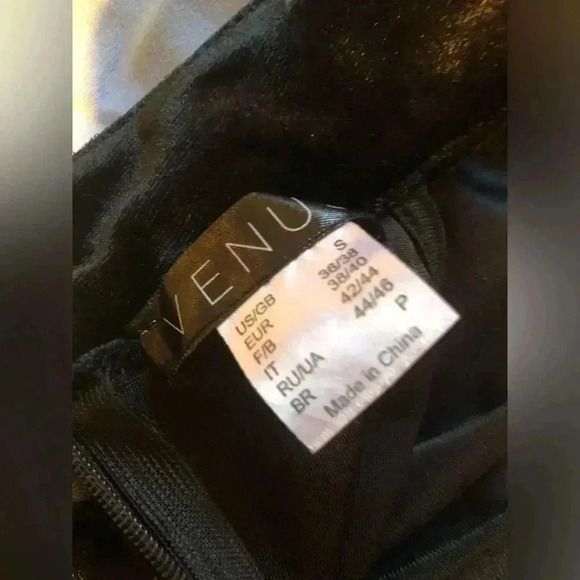 VENU
US/GB S
EUR 36/38
F/B 38/40
IT 42/44
RU/UA 44/46
BR P
Made in China